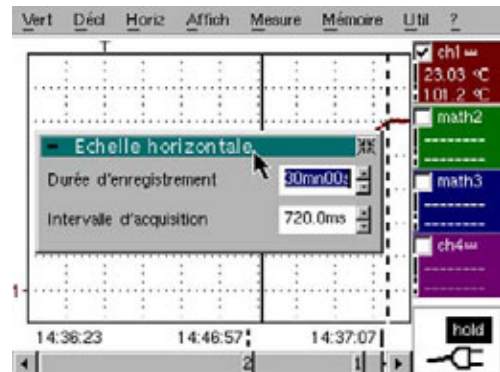 Vert Décl Horiz Affich Mesure Mémoire Util ?
T
ch1
23.03 °C
101.2 °C
math2
Echelle horizontale
Durée d'enregistrement 30mn00s
math3
Intervalle d'acquisition 720.0ms
ch4
1-
hold
14:36:23 14:46:57 14:37:07
2 1